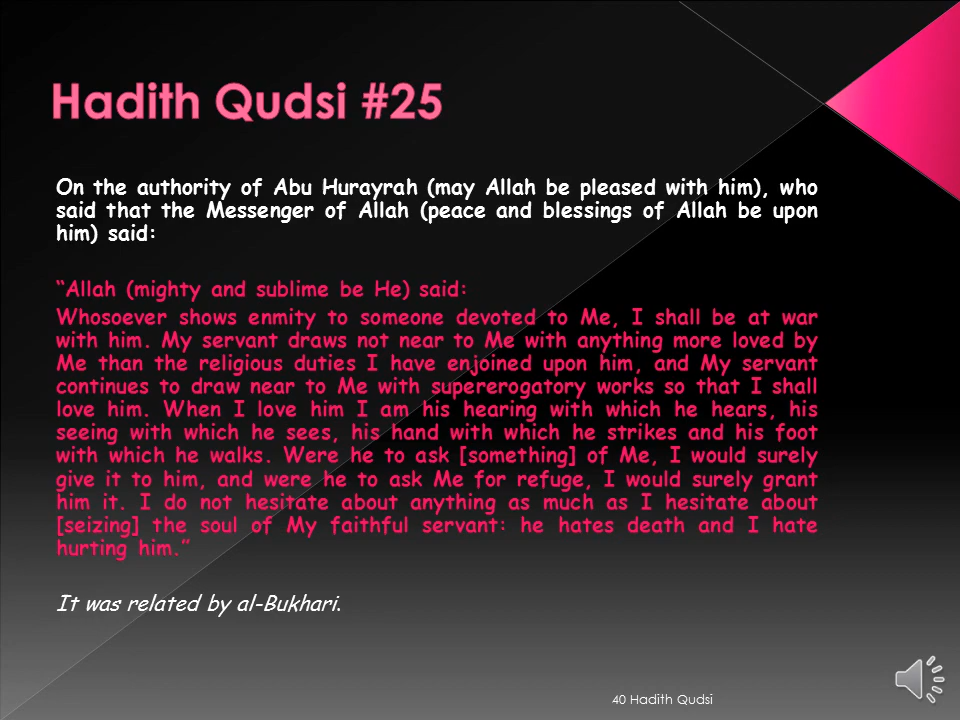 Hadith Qudsi #25
On the authority of Abu Hurayrah (may Allah be pleased with him), who
said that the Messenger of Allah (peace and blessings of Allah be upon
him) said:
“Allah (mighty and sublime be He) said:
Whosoever shows enmity to someone devoted to Me, I shall be at war
with him. My servant draws not near to Me with anything more loved by
Me than the religious duties I have enjoined upon him, and My servant
continues to draw near to Me with supererogatory works so that I shall
love him. When I love him I am his hearing with which he hears, his
seeing with which he sees, his hand with which he strikes and his foot
with which he walks. Were he to ask [something] of Me, I would surely
give it to him, and were he to ask Me for refuge, I would surely grant
him it. I do not hesitate about anything as much as I hesitate about
[seizing] the soul of My faithful servant: he hates death and I hate
hurting him.”
It was related by al-Bukhari.
40 Hadith Qudsi